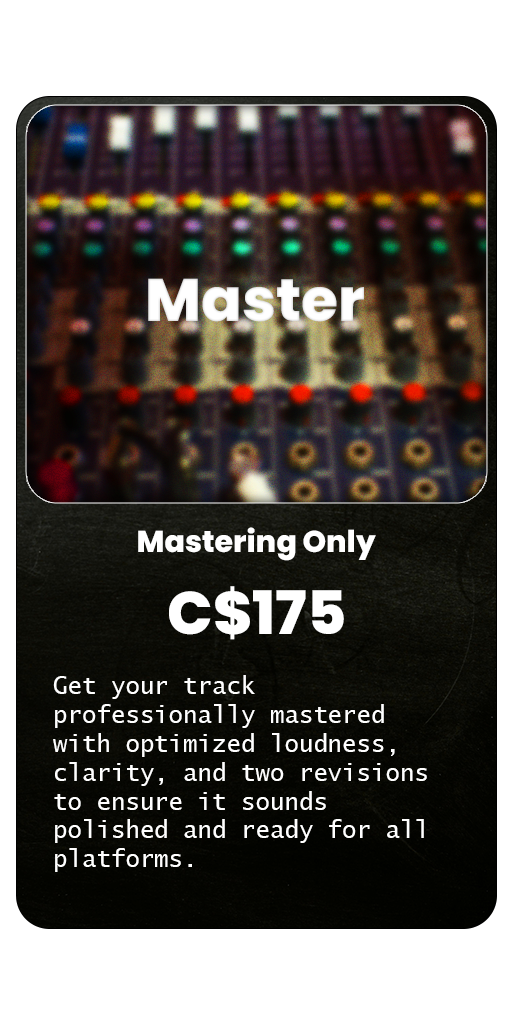 Master
Mastering Only
C$175
Get your track
professionally mastered
with optimized loudness,
clarity, and two revisions
to ensure it sounds
polished and ready for all
platforms.